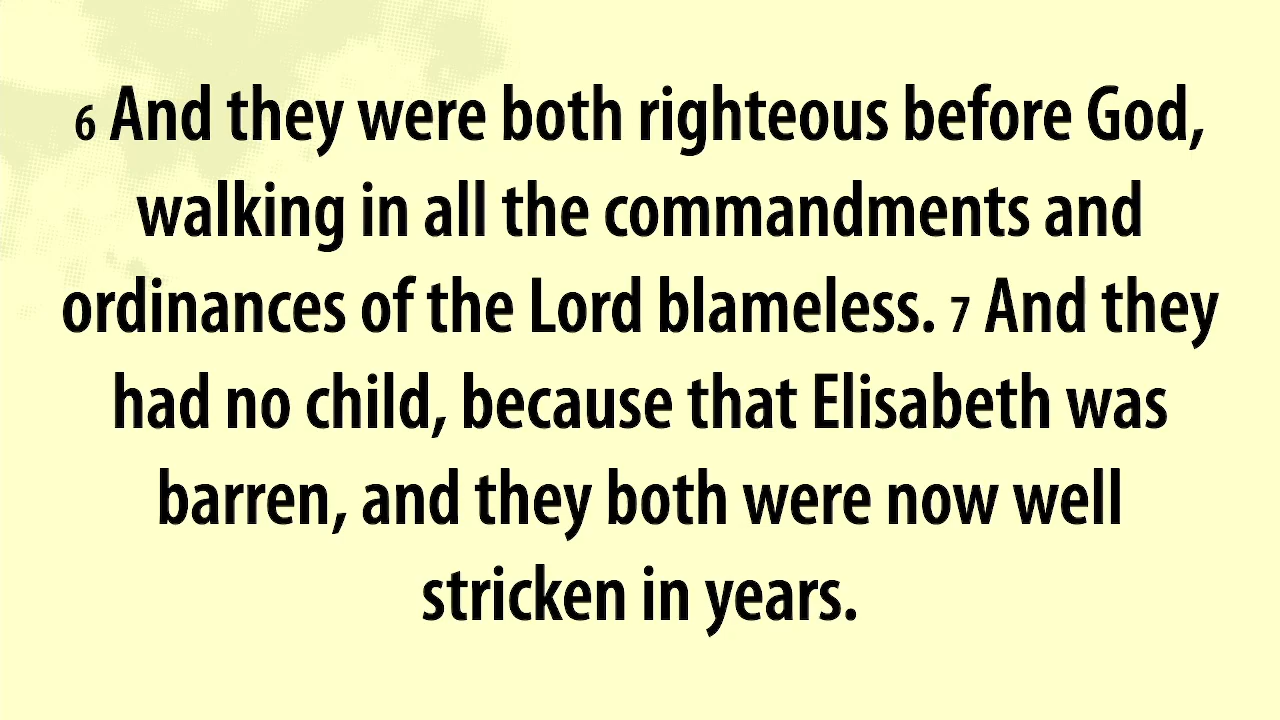 6 And they were both righteous before God,
walking in all the commandments and
ordinances of the Lord blameless. 7 And they
had no child, because that Elisabeth was
barren, and they both were now well
stricken in years.